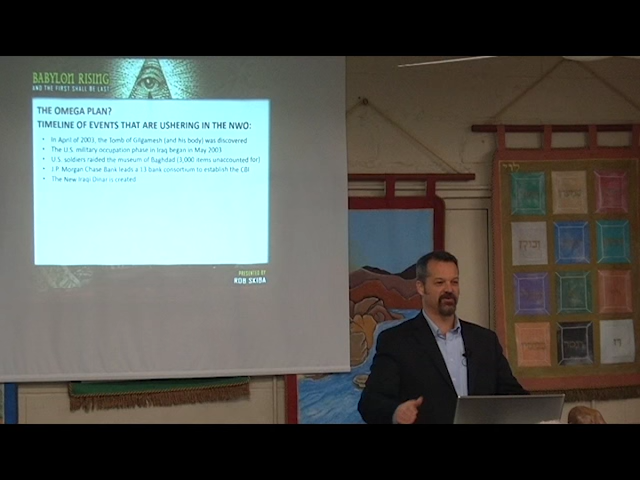 BABYLON RISING
AND THE FIRST SHALL BE LAST
THE OMEGA PLAN?
TIMELINE OF EVENTS THAT ARE USHERING IN THE NWO:
• In April of 2003, the Tomb of Gilgamesh (and his body) was discovered
• The U.S. military occupation phase in Iraq began in May 2003
• U.S. soldiers raided the museum of Baghdad (3,000 items unaccounted for)
• J.P. Morgan Chase Bank leads a 13 bank consortium to establish the CBI
• The New Iraqi Dinar is created
PRESENTED BY
ROB SKIBA